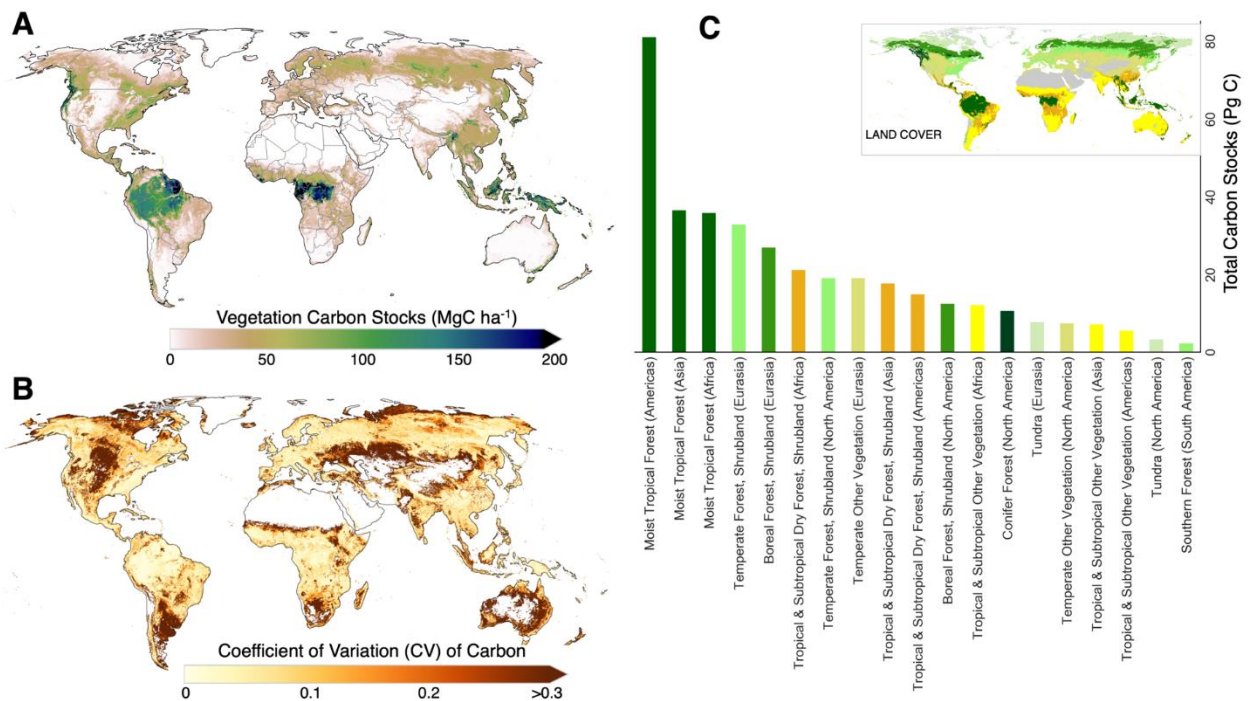 A
Vegetation Carbon Stocks (MgC ha⁻¹)
0 50 100 150 200
B
Coefficient of Variation (CV) of Carbon
0 0.1 0.2 >0.3
C
LAND COVER
Total Carbon Stocks (Pg C)
80
60
40
20
0
Moist Tropical Forest (Americas)
Moist Tropical Forest (Asia)
Moist Tropical Forest (Africa)
Temperate Forest, Shrubland (Eurasia)
Boreal Forest, Shrubland (Eurasia)
Tropical & Subtropical Dry Forest, Shrubland (Africa)
Temperate Forest, Shrubland (North America)
Temperate Other Vegetation (Eurasia)
Tropical & Subtropical Dry Forest, Shrubland (Asia)
Tropical & Subtropical Dry Forest, Shrubland (Americas)
Boreal Forest, Shrubland (North America)
Tropical & Subtropical Other Vegetation (Africa)
Conifer Forest (North America)
Tundra (Eurasia)
Temperate Other Vegetation (North America)
Tropical & Subtropical Other Vegetation (Asia)
Tropical & Subtropical Other Vegetation (Americas)
Tundra (North America)
Southern Forest (South America)